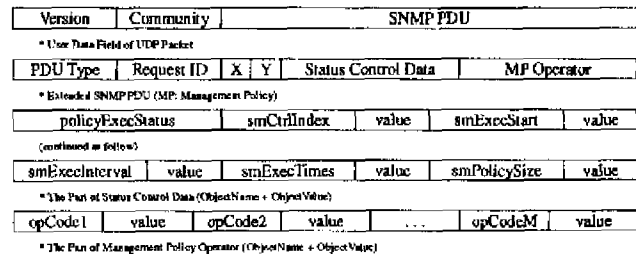 Version Community SNMP PDU
* User Data Field of UDP Packet
PDU Type Request ID X Y Status Control Data MP Operator
* Extended SNMP PDU (MP: Management Policy)
policyExecStatus smCtrlIndex value smExecStart value
(continued as follow)
smExecInterval value smExecTimes value smPolicySize value
* The Part of Status Control Data (ObjectName + ObjectValue)
opCode1 value opCode2 value . . . opCodeM value
* The Part of Management Policy Operator (ObjectName + ObjectValue)